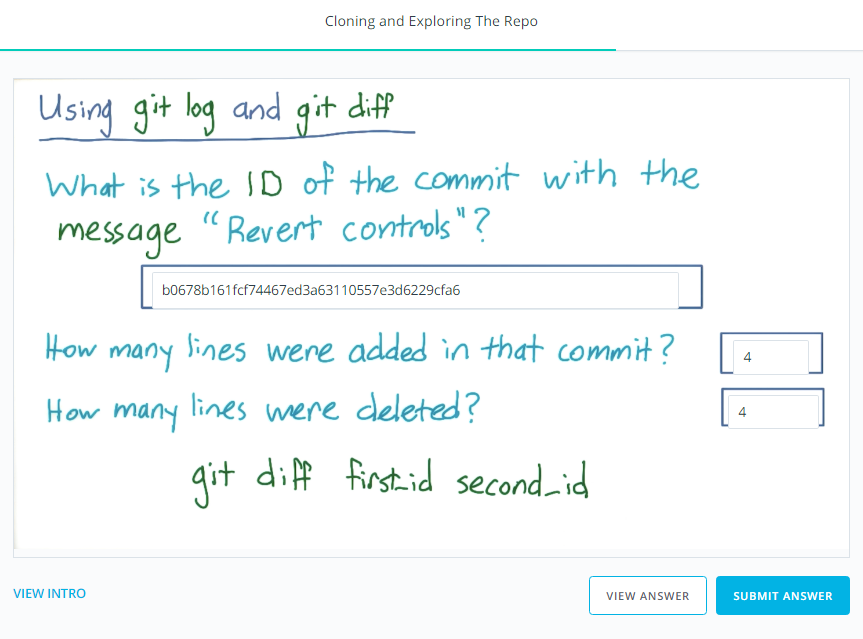 Cloning and Exploring The Repo
Using git log and git diff
What is the ID of the commit with the
message "Revert controls"?
b0678b161fcf74467ed3a63110557e3d6229cfa6
How many lines were added in that commit?
4
How many lines were deleted?
4
git diff first_id second_id
VIEW INTRO
VIEW ANSWER
SUBMIT ANSWER